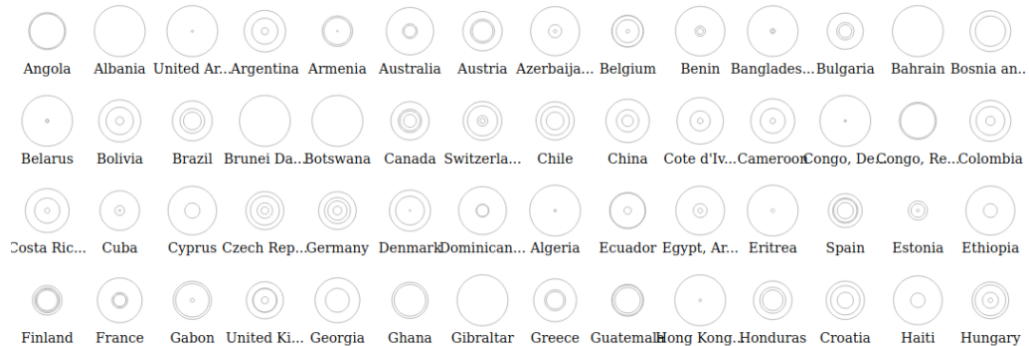 Angola Albania United Ar... Argentina Armenia Australia Austria Azerbaija... Belgium Benin Banglades... Bulgaria Bahrain Bosnia an...
Belarus Bolivia Brazil Brunei Da... Botswana Canada Switzerla... Chile China Cote d'Iv... Cameroon Congo, De... Congo, Re... Colombia
Costa Ric... Cuba Cyprus Czech Rep... Germany Denmark Dominican... Algeria Ecuador Egypt, Ar... Eritrea Spain Estonia Ethiopia
Finland France Gabon United Ki... Georgia Ghana Gibraltar Greece Guatemala Hong Kong... Honduras Croatia Haiti Hungary